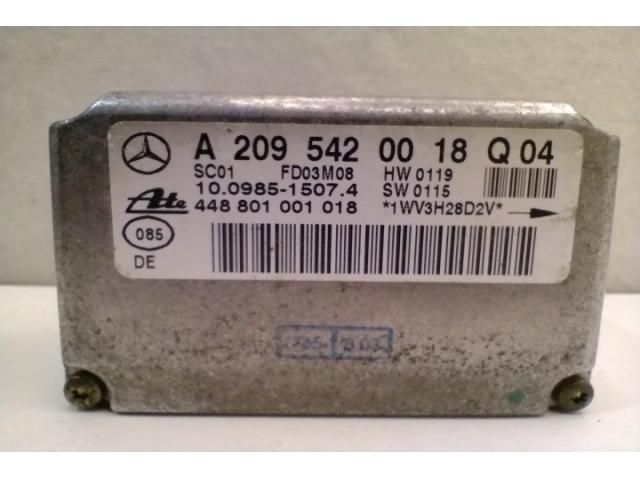 A 209 542 00 18 Q 04
SC01 FD03M08 HW 0119
10.0985-1507.4 SW 0115
Ate 448 801 001 018 *1WV3H28D2V*
085
DE